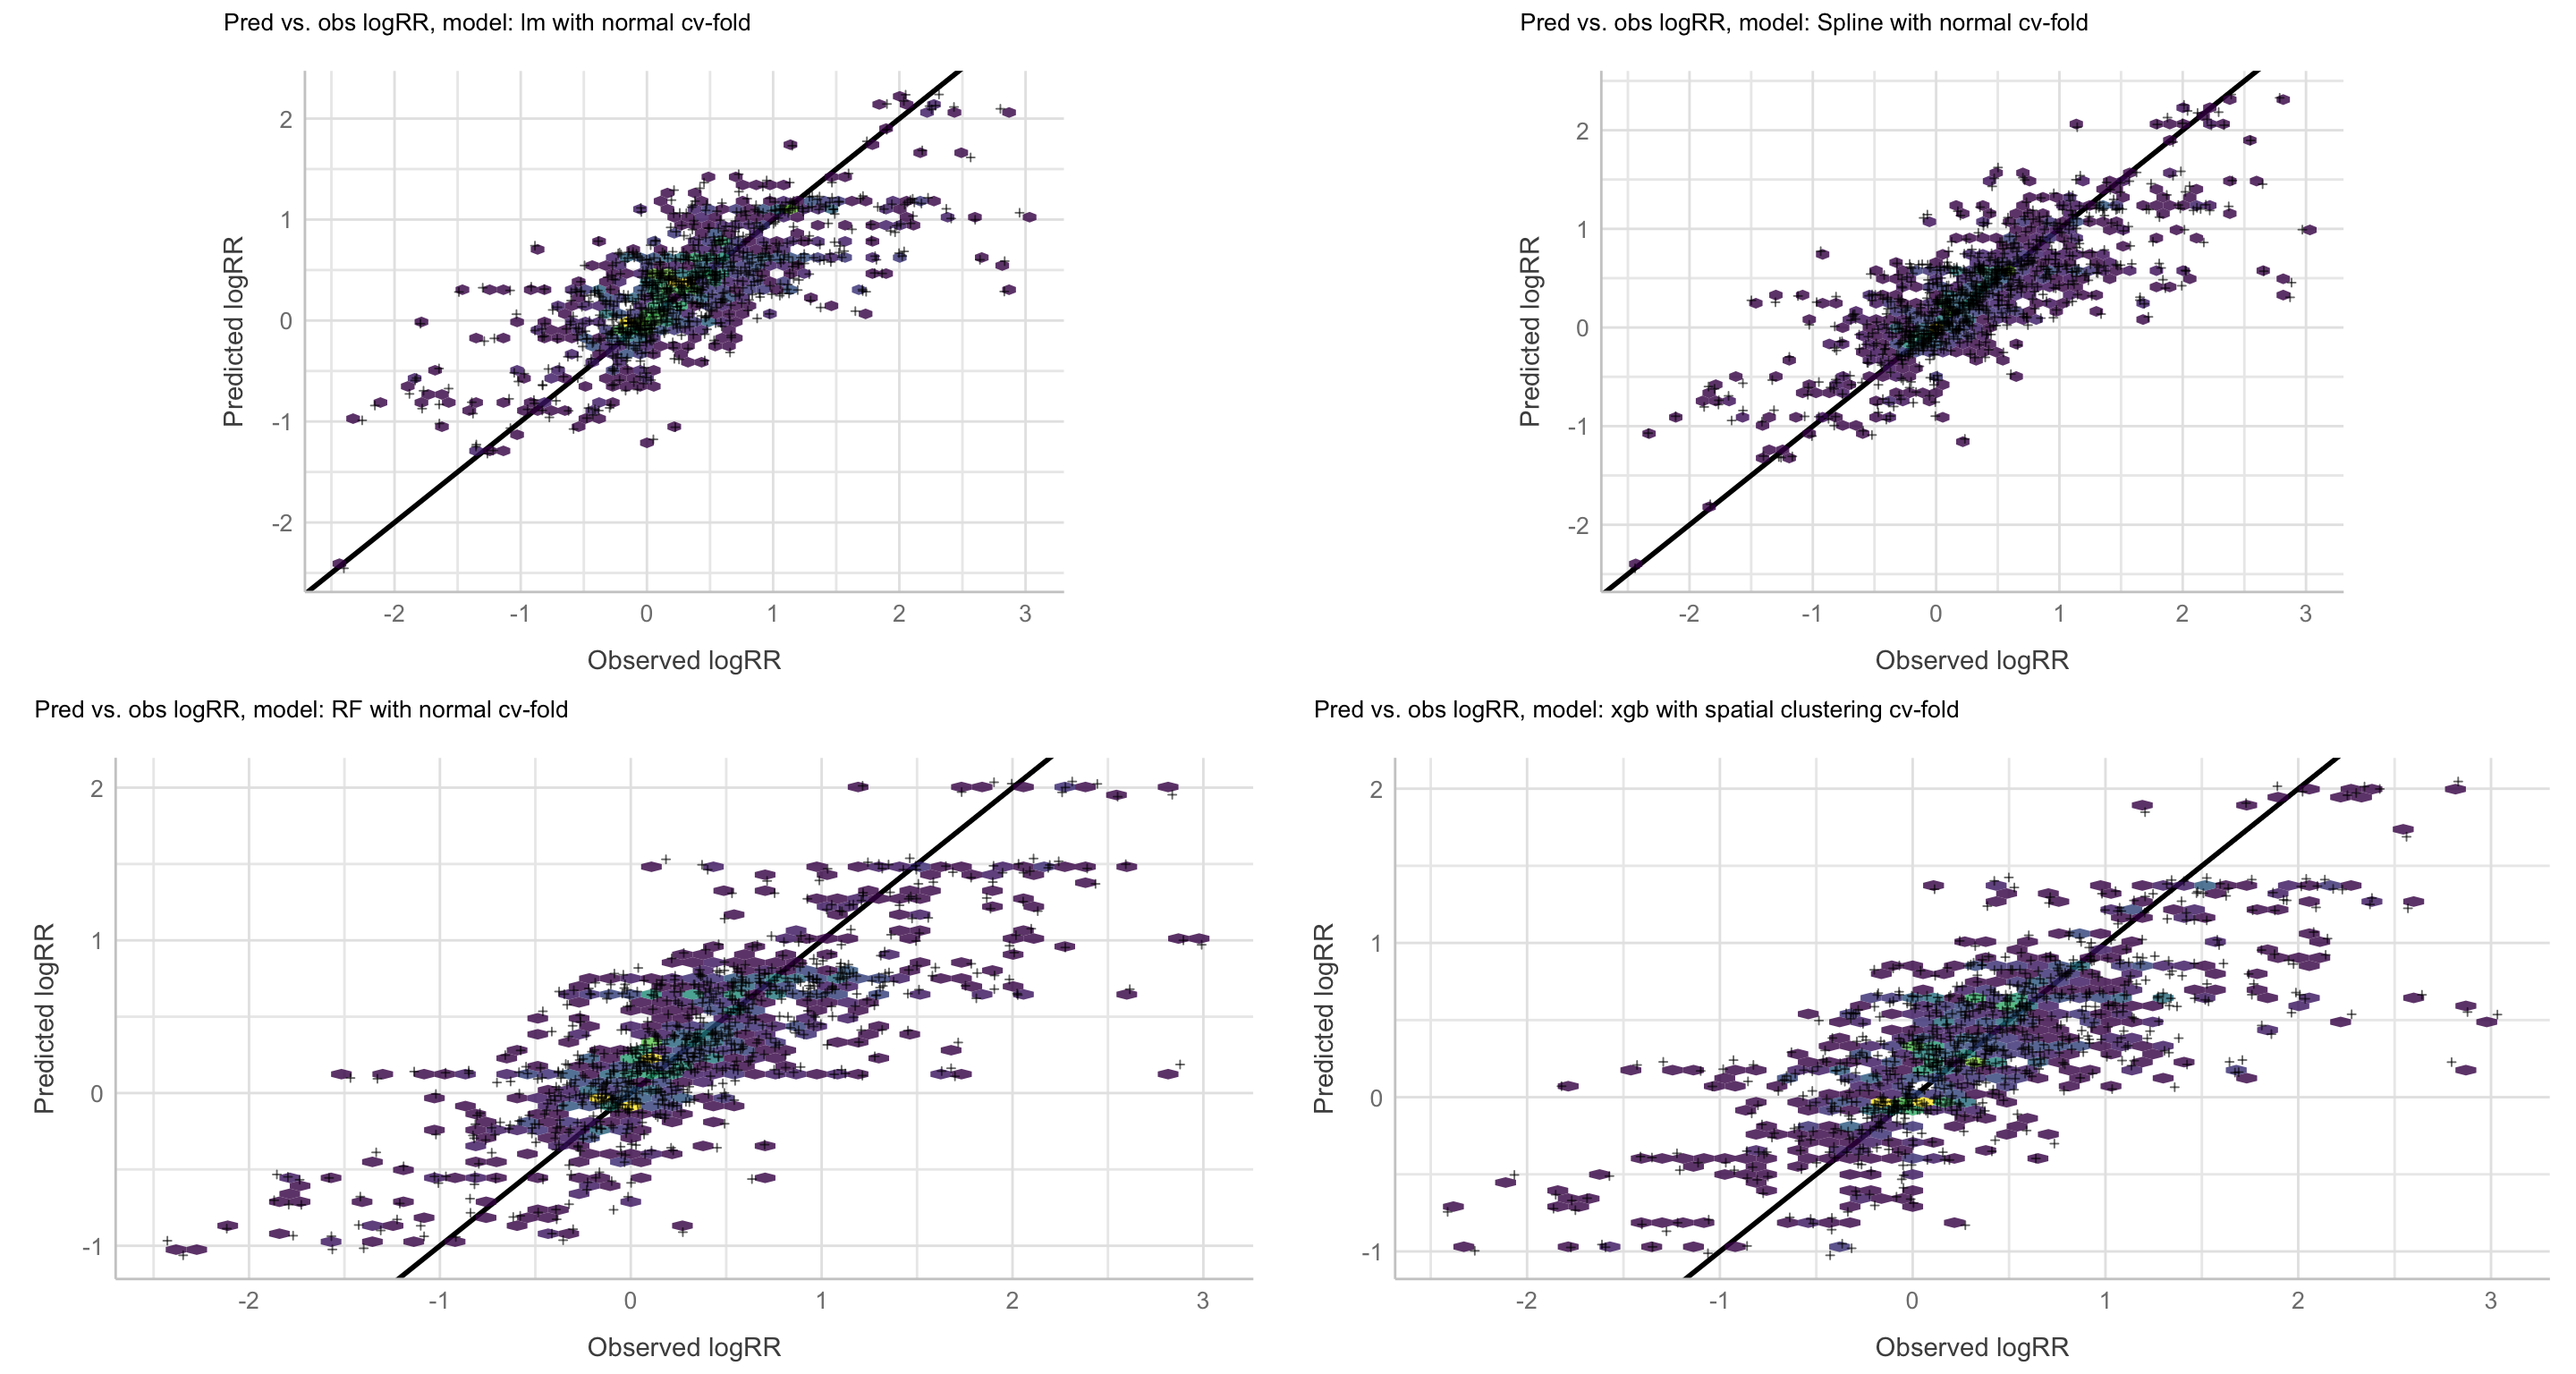 Pred vs. obs logRR, model: lm with normal cv-fold
2
1
0
-1
-2
Predicted logRR
-2 -1 0 1 2 3
Observed logRR
Pred vs. obs logRR, model: Spline with normal cv-fold
2
1
0
-1
-2
Predicted logRR
-2 -1 0 1 2 3
Observed logRR
Pred vs. obs logRR, model: RF with normal cv-fold
2
1
0
-1
Predicted logRR
-2 -1 0 1 2 3
Observed logRR
Pred vs. obs logRR, model: xgb with spatial clustering cv-fold
2
1
0
-1
Predicted logRR
-2 -1 0 1 2 3
Observed logRR